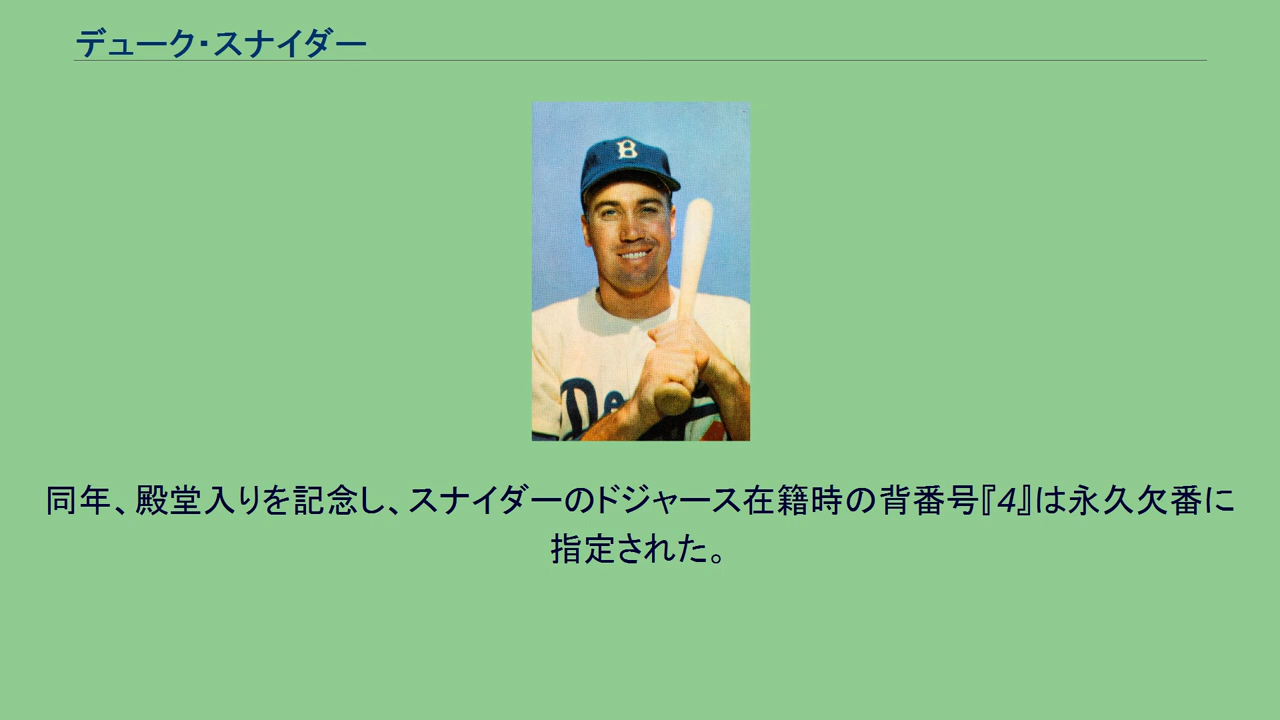 デューク・スナイダー
B
Do
同年、殿堂入りを記念し、スナイダーのドジャース在籍時の背番号『4』は永久欠番に
指定された。